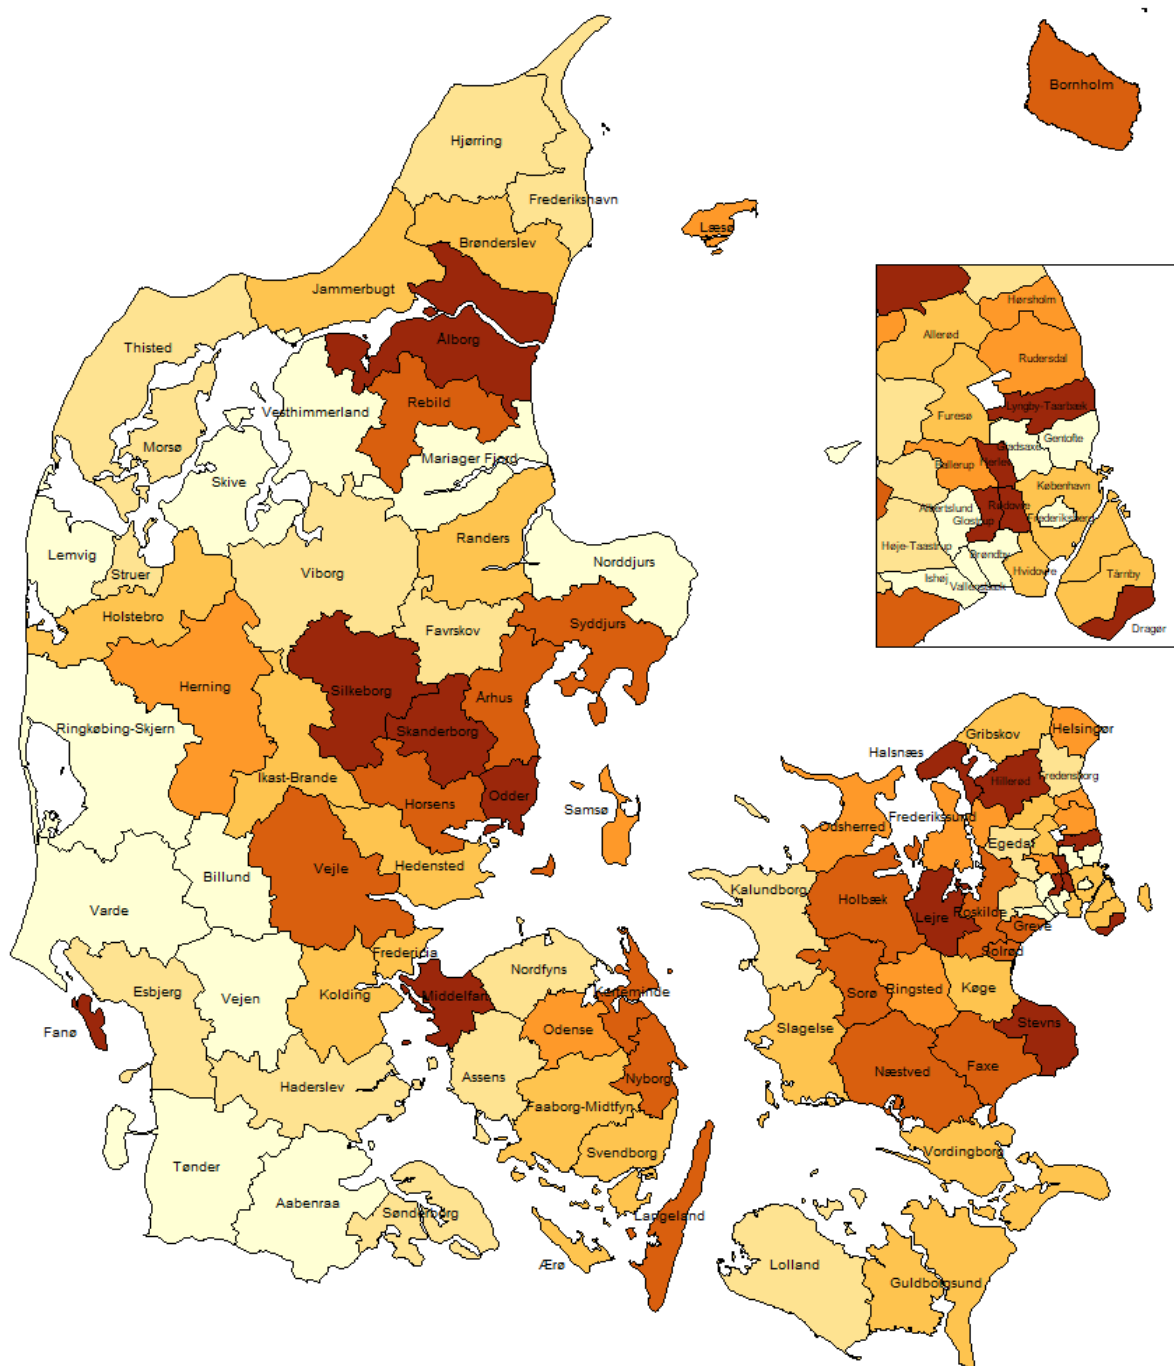 Bornholm
Hjørring
Frederikshavn
Læsø
Brønderslev
Jammerbugt
Hørsholm
Allerød
Ålborg
Thisted
Rudersdal
Rebild
Lyngby-Taarbæk
Vesthimmerland
Furesø
Gentofte
Gladsaxe
Morsø
Mariager Fjord
Ballerup
Herlev
Skive
København
Albertslund
Rødovre
Frederiksberg
Glostrup
Randers
Lemvig
Høje-Taastrup
Brøndby
Norddjurs
Struer
Viborg
Ishøj
Vallensbæk
Hvidovre
Tårnby
Holstebro
Syddjurs
Favrskov
Dragør
Herning
Silkeborg
Århus
Ringkøbing-Skjern
Skanderborg
Helsingør
Gribskov
Halsnæs
Ikast-Brande
Hillerød
Fredensborg
Odder
Horsens
Samsø
Frederikssund
Odsherred
Egedal
Vejle
Hedensted
Billund
Kalundborg
Holbæk
Varde
Lejre
Roskilde
Greve
Fredericia
Solrød
Nordfyns
Esbjerg
Vejen
Kolding
Middelfart
Kerteminde
Sorø
Ringsted
Køge
Fanø
Odense
Slagelse
Stevns
Haderslev
Assens
Nyborg
Næstved
Faxe
Faaborg-Midtfyn
Svendborg
Vordingborg
Tønder
Aabenraa
Sønderborg
Langeland
Ærø
Lolland
Guldborgsund